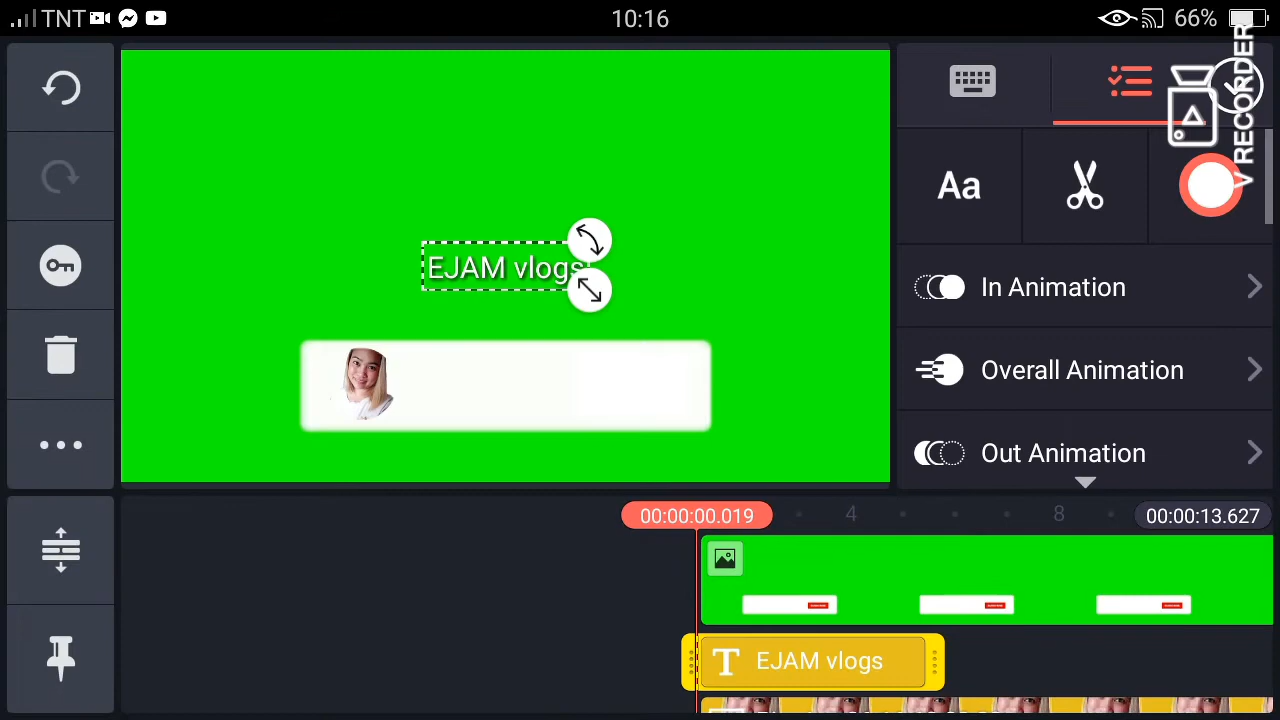 TNT
10:16
66%
V RECORDER
Aa
EJAM vlogs
In Animation
Overall Animation
Out Animation
00:00:00.019
4
8
00:00:13.627
T EJAM vlogs